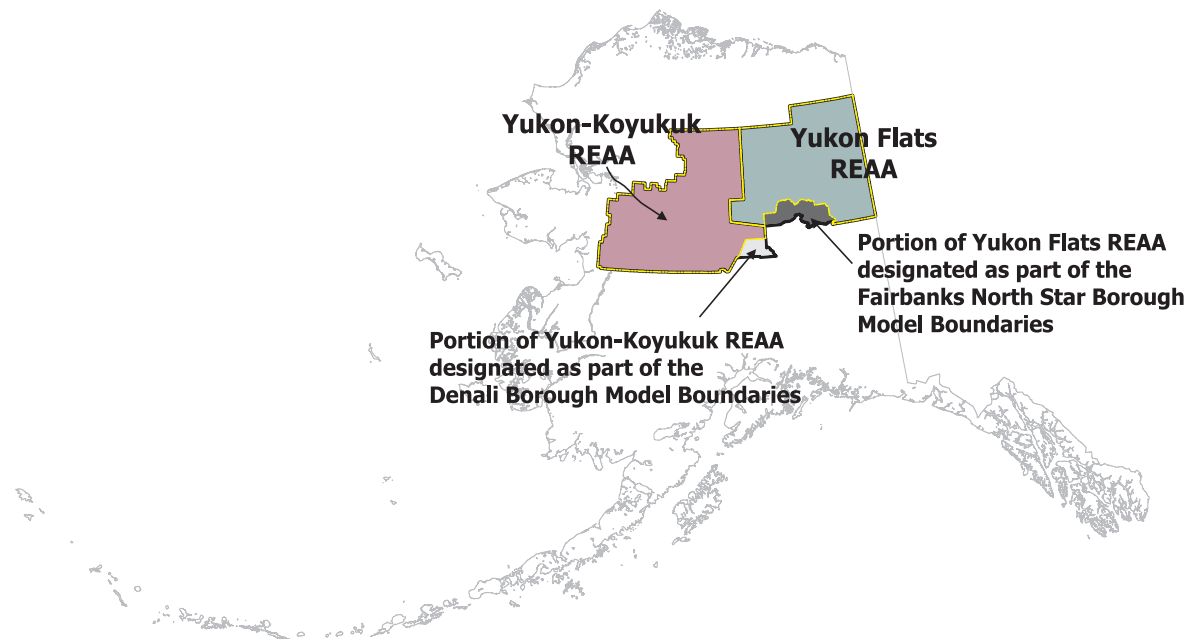 Yukon-Koyukuk
REAA
Yukon Flats
REAA
Portion of Yukon Flats REAA
designated as part of the
Fairbanks North Star Borough
Model Boundaries
Portion of Yukon-Koyukuk REAA
designated as part of the
Denali Borough Model Boundaries